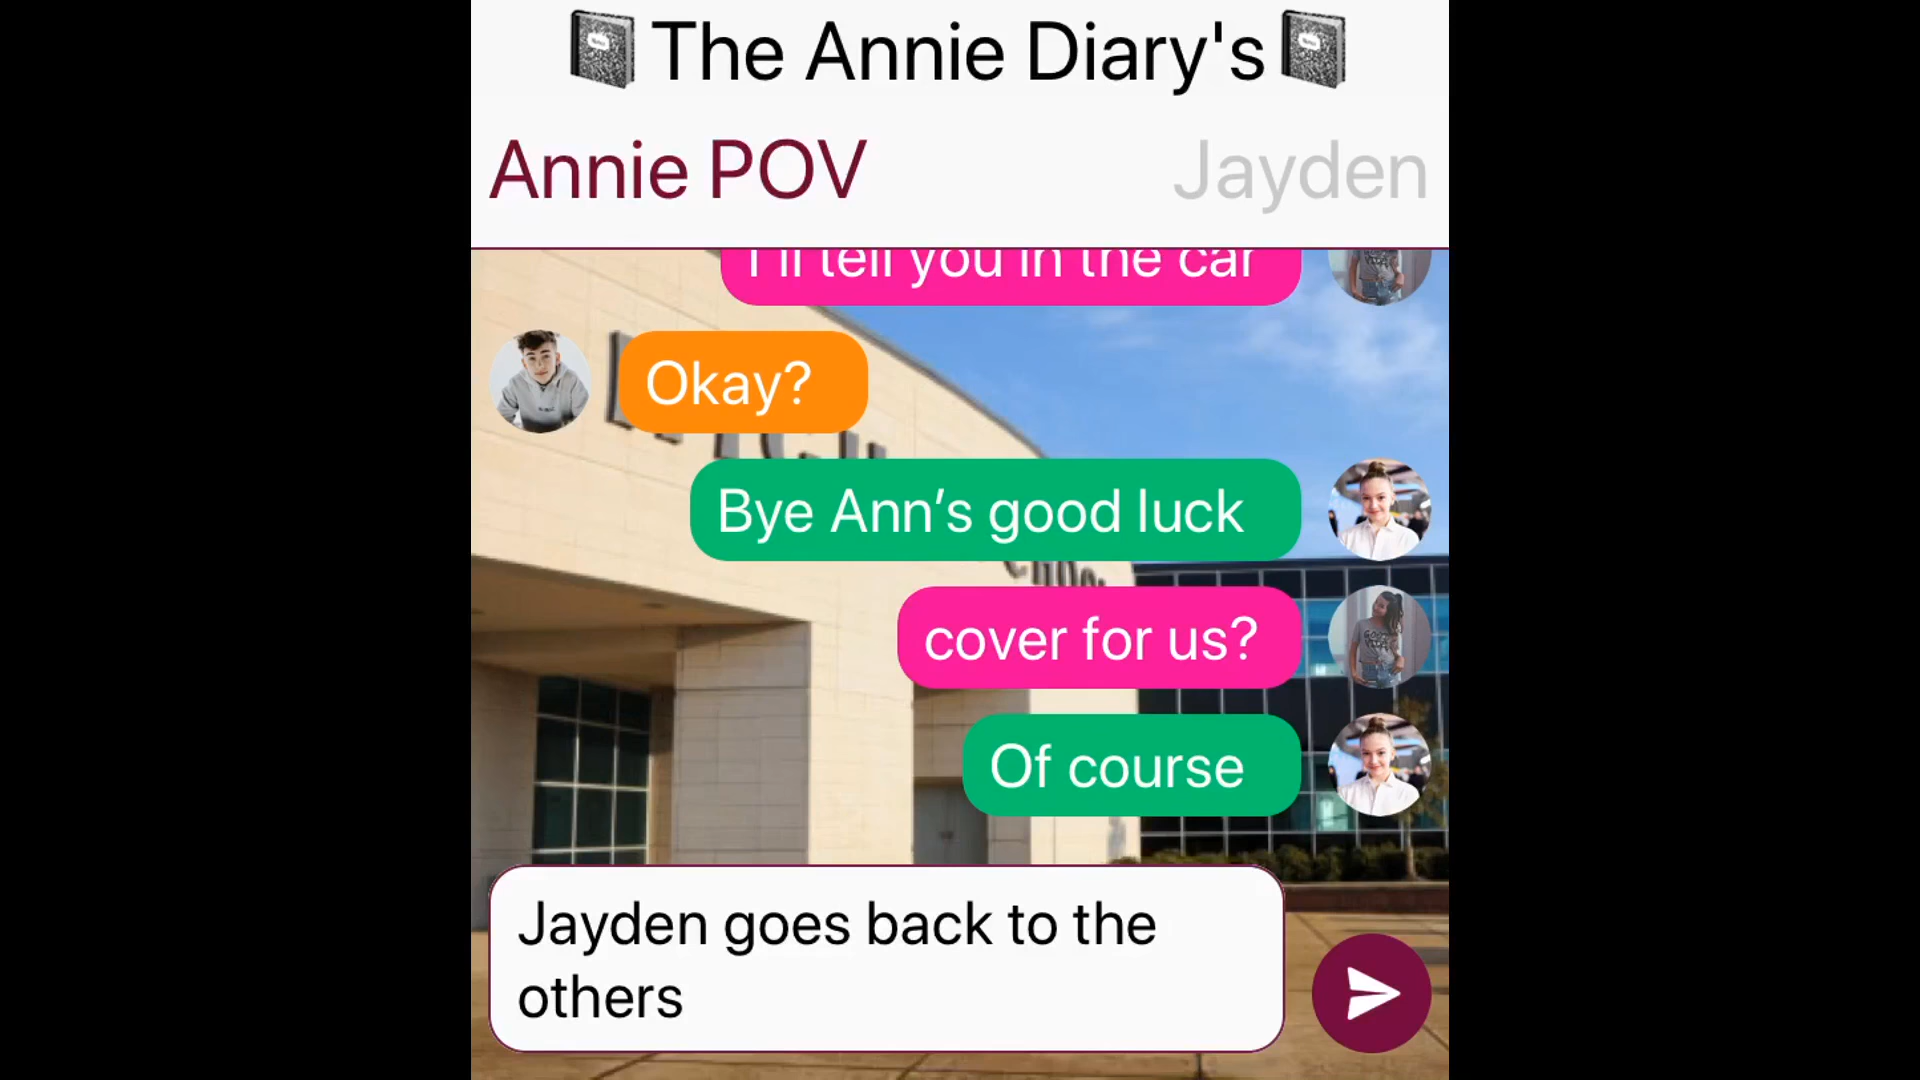 The Annie Diary's
Annie POV
Jayden
I'll tell you in the car
Okay?
Bye Ann’s good luck
cover for us?
Of course
Jayden goes back to the
others